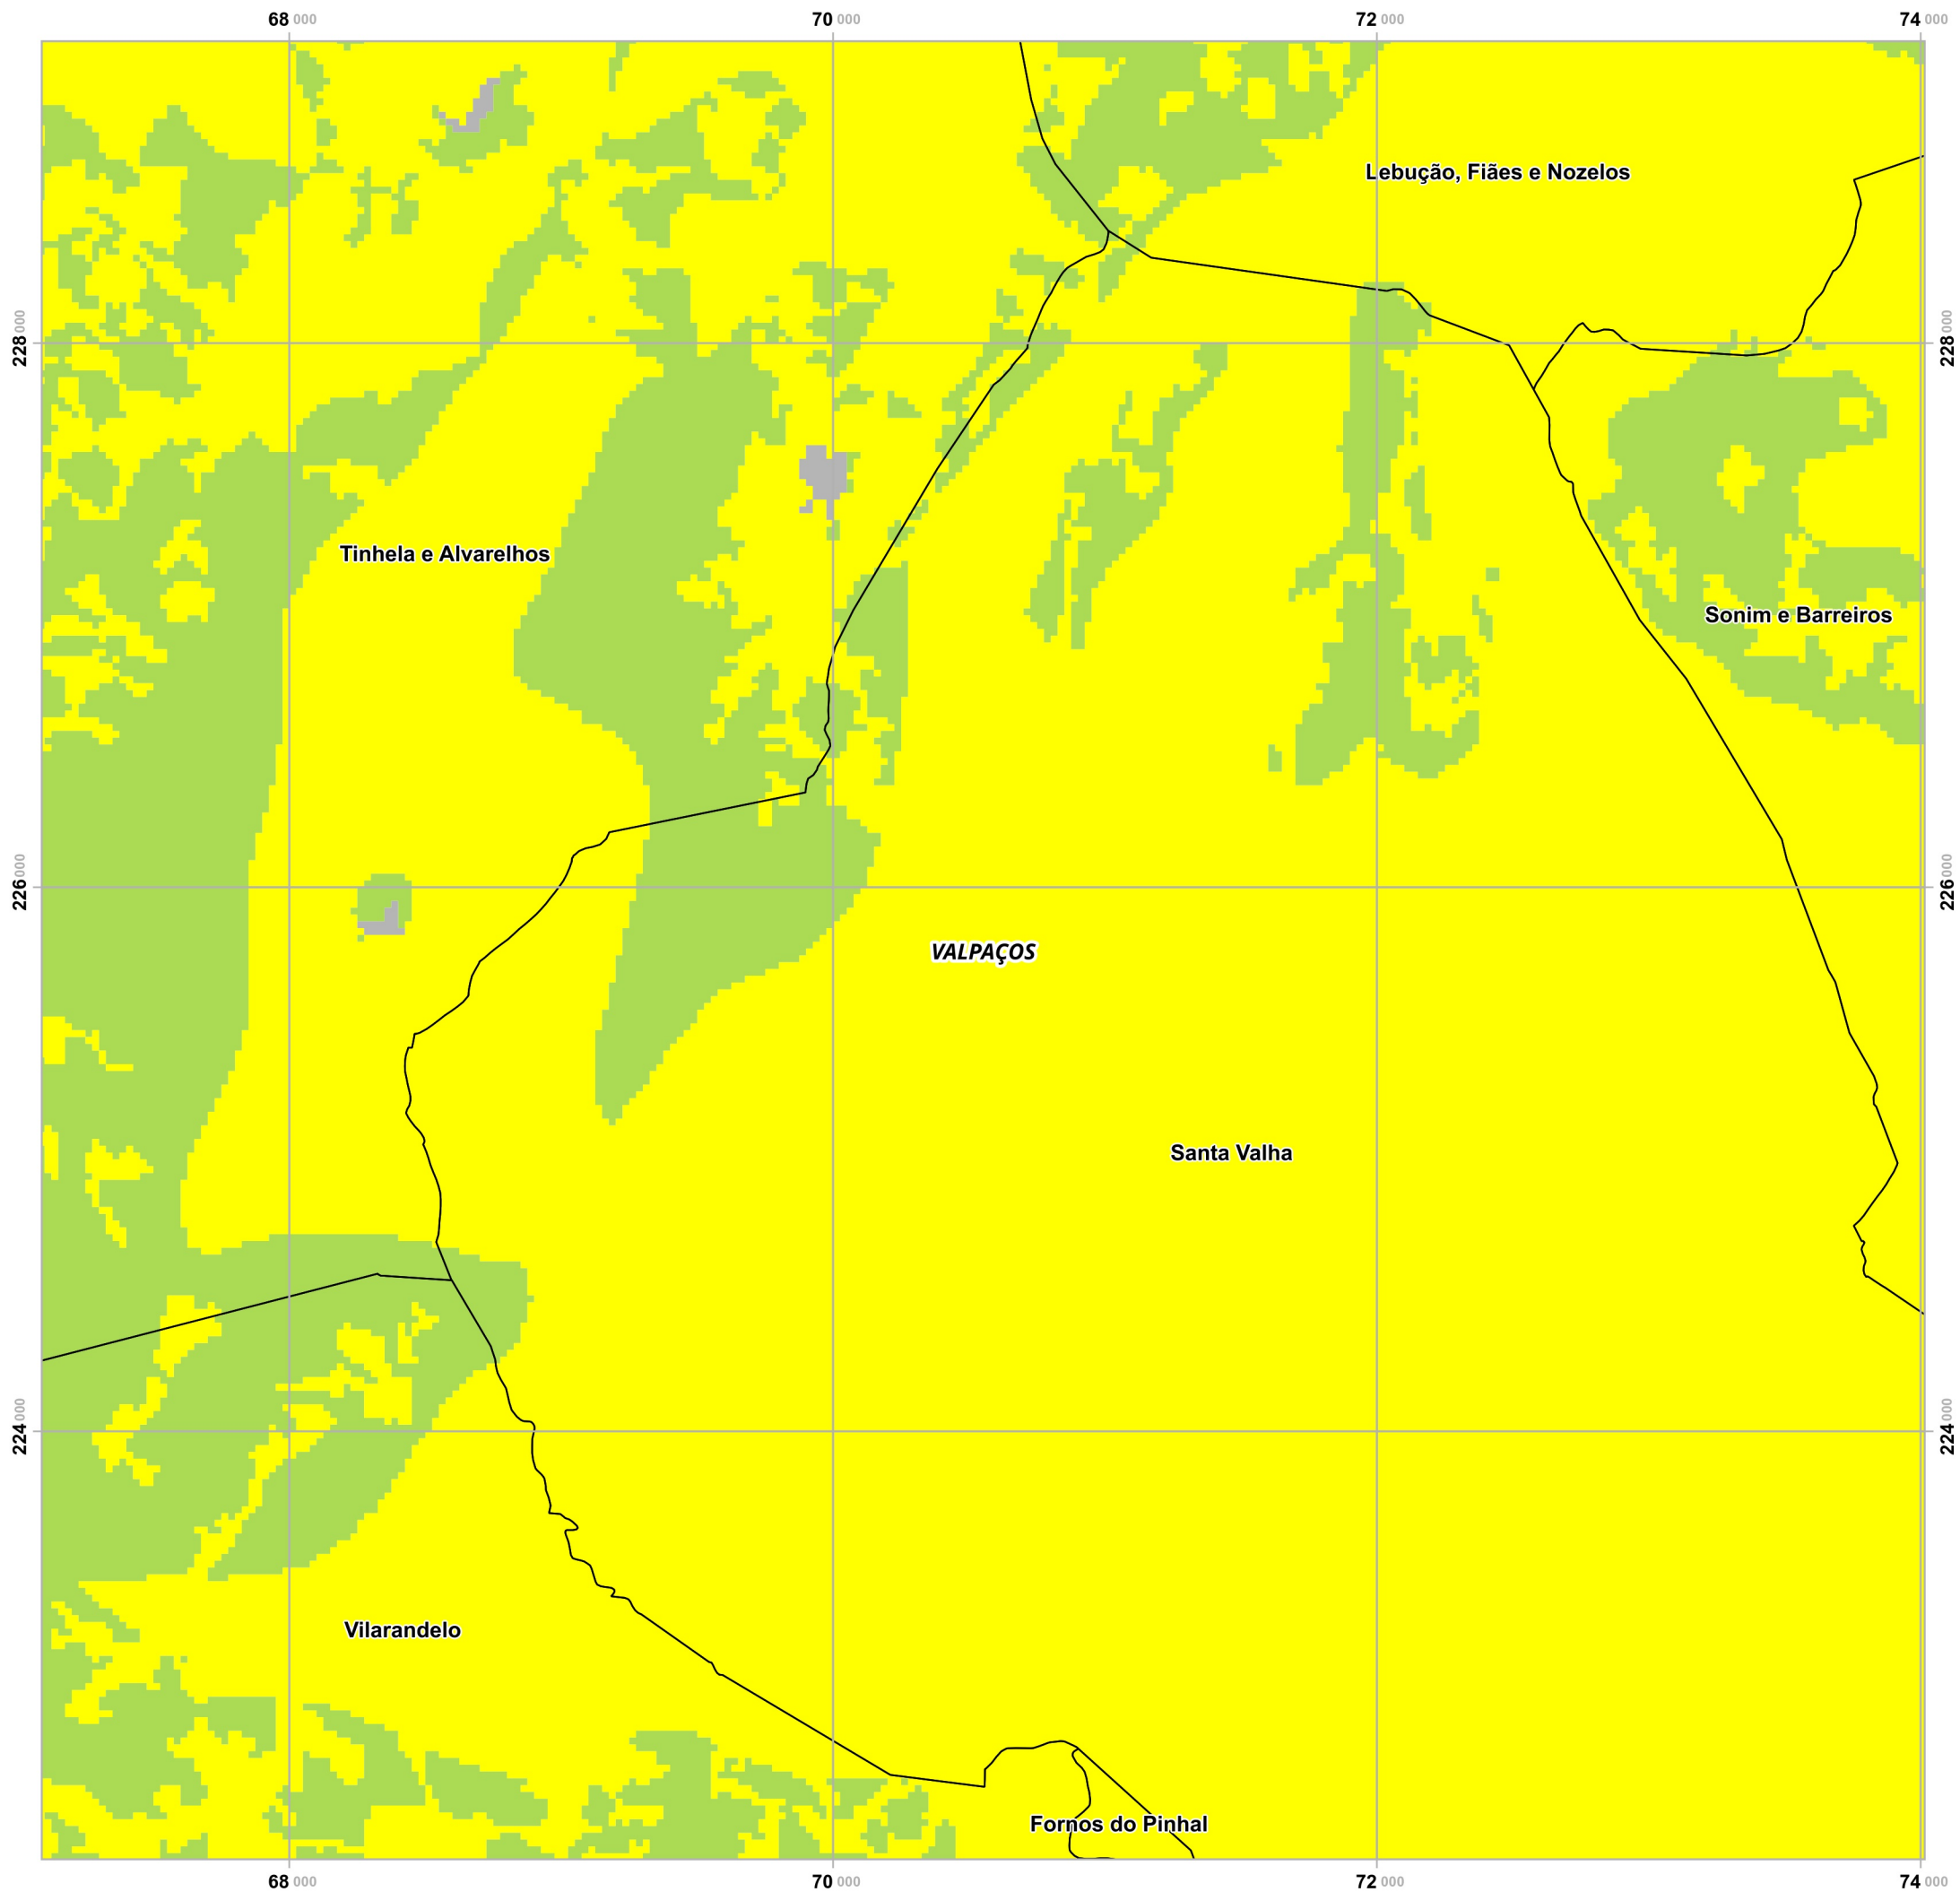 68 000 70 000 72 000 74 000
Lebução, Fiães e Nozelos
228 000 228 000
Tinhela e Alvarelhos
Sonim e Barreiros
226 000 226 000
VALPAÇOS
Santa Valha
224 000 224 000
Vilarandelo
Fornos do Pinhal
68 000 70 000 72 000 74 000